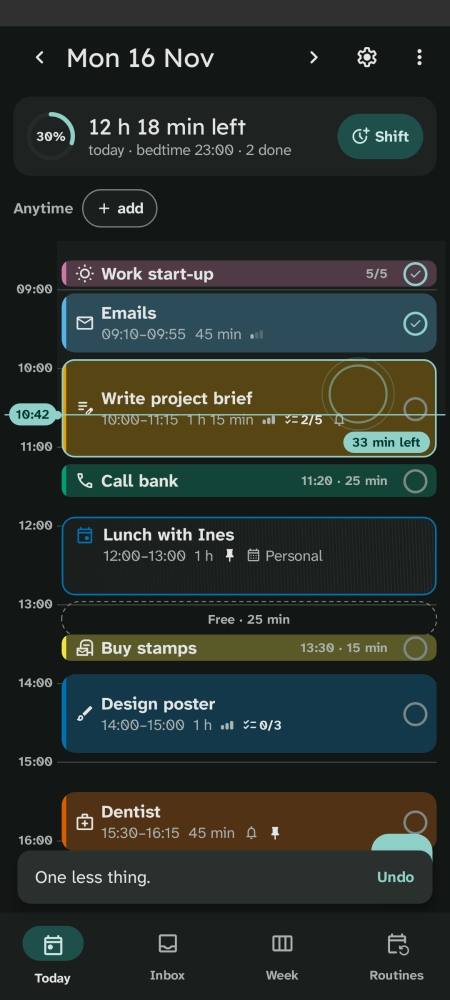 Mon 16 Nov
30%
12 h 18 min left
today · bedtime 23:00 · 2 done
Shift
Anytime
+ add
Work start-up
5/5
09:00
Emails
09:10–09:55 45 min
10:00
Write project brief
10:00–11:15 1 h 15 min 2/5
10:42
33 min left
11:00
Call bank
11:20 · 25 min
12:00
Lunch with Ines
12:00–13:00 1 h Personal
13:00
Free · 25 min
Buy stamps
13:30 · 15 min
14:00
Design poster
14:00–15:00 1 h 0/3
15:00
Dentist
15:30–16:15 45 min
16:00
One less thing.
Undo
Today
Inbox
Week
Routines